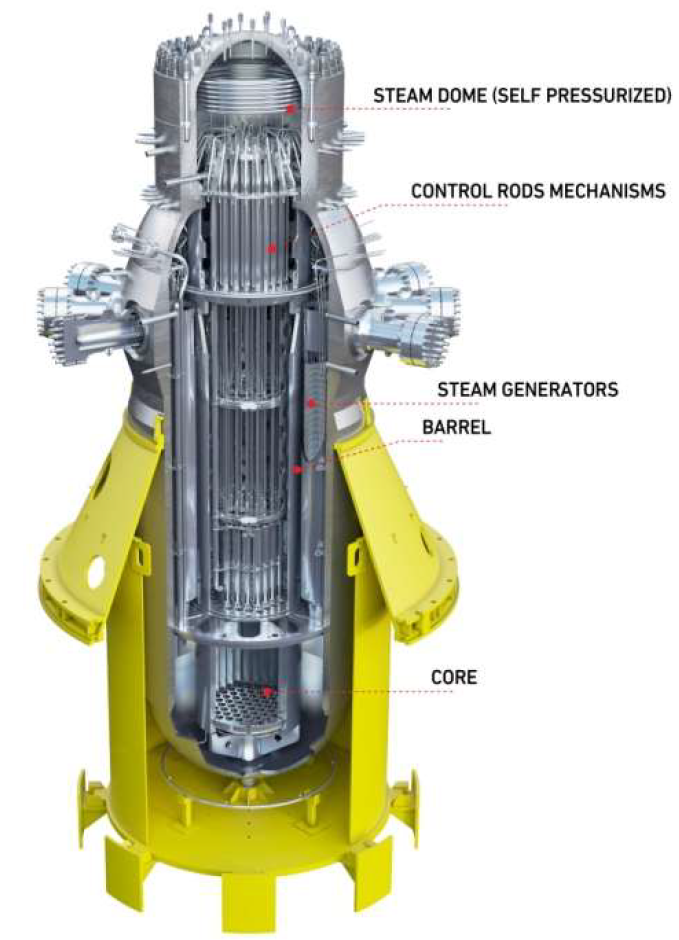 STEAM DOME (SELF PRESSURIZED)
CONTROL RODS MECHANISMS
STEAM GENERATORS
BARREL
CORE